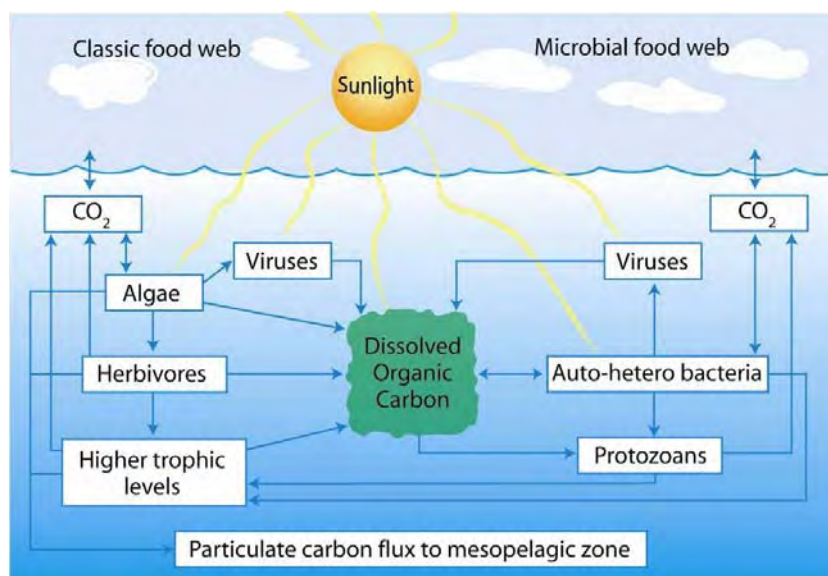 Classic food web
Microbial food web
Sunlight
CO₂
CO₂
Viruses
Viruses
Algae
Dissolved
Organic
Carbon
Herbivores
Auto-hetero bacteria
Higher trophic
levels
Protozoans
Particulate carbon flux to mesopelagic zone